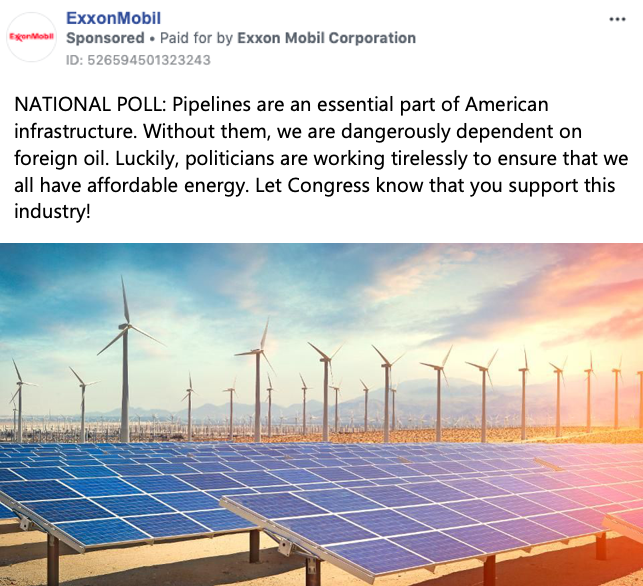 ExxonMobil
ExxonMobil
Sponsored • Paid for by Exxon Mobil Corporation
ID: 526594501323243
NATIONAL POLL: Pipelines are an essential part of American
infrastructure. Without them, we are dangerously dependent on
foreign oil. Luckily, politicians are working tirelessly to ensure that we
all have affordable energy. Let Congress know that you support this
industry!